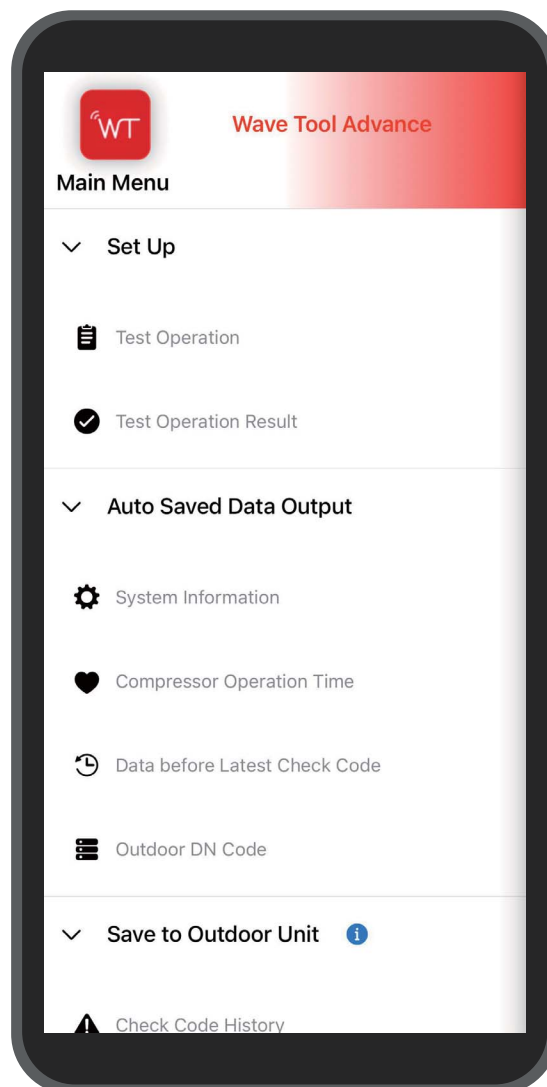 WT
Wave Tool Advance
Main Menu
Set Up
Test Operation
Test Operation Result
Auto Saved Data Output
System Information
Compressor Operation Time
Data before Latest Check Code
Outdoor DN Code
Save to Outdoor Unit i
Check Code History